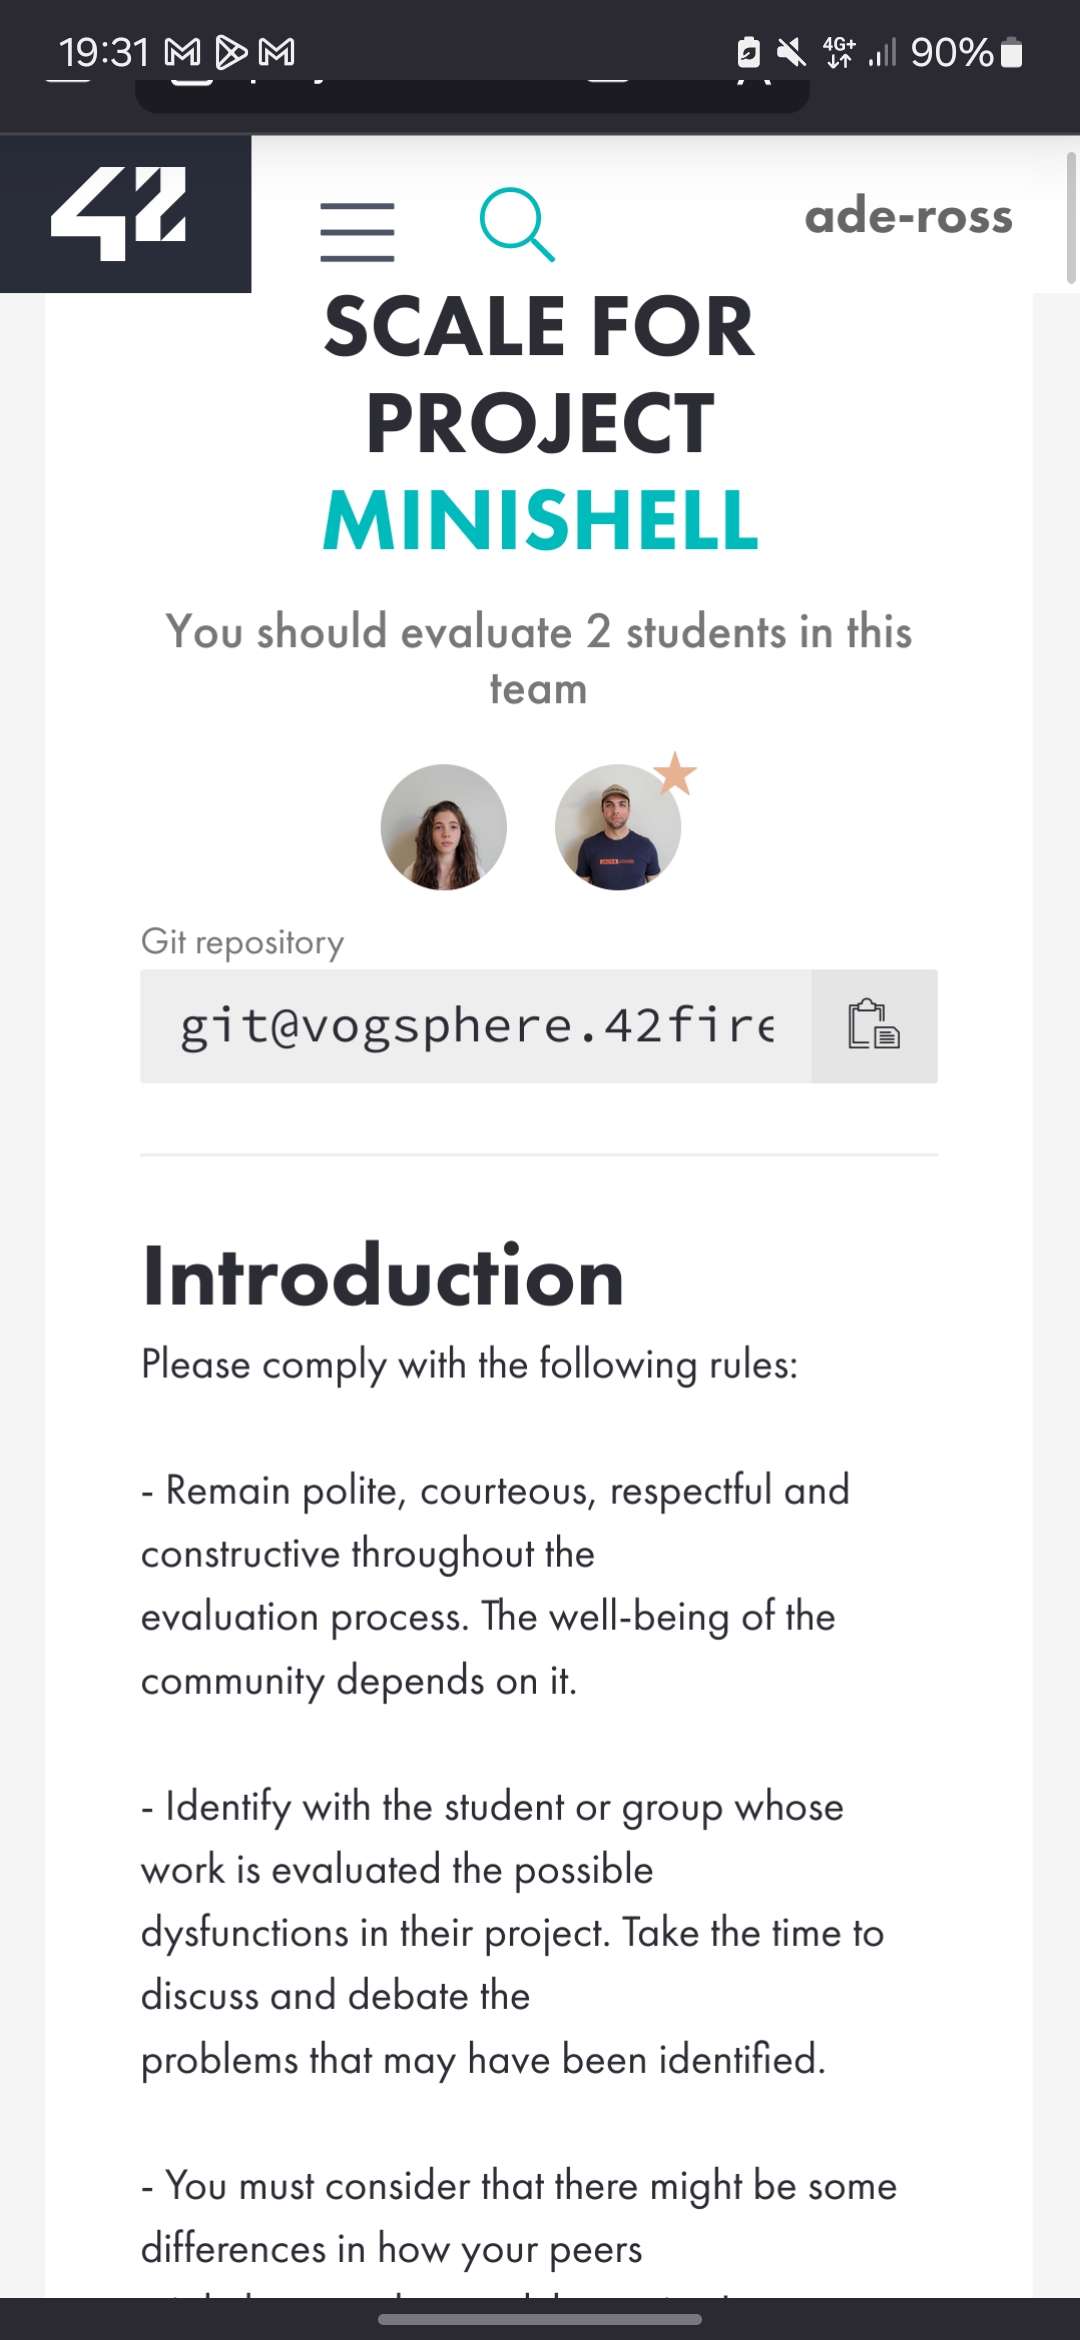 19:31
4G+
90%
42
ade-ross
SCALE FOR
PROJECT
MINISHELL
You should evaluate 2 students in this
team
Git repository
git@vogsphere.42fire
Introduction
Please comply with the following rules:
- Remain polite, courteous, respectful and
constructive throughout the
evaluation process. The well-being of the
community depends on it.
- Identify with the student or group whose
work is evaluated the possible
dysfunctions in their project. Take the time to
discuss and debate the
problems that may have been identified.
- You must consider that there might be some
differences in how your peers